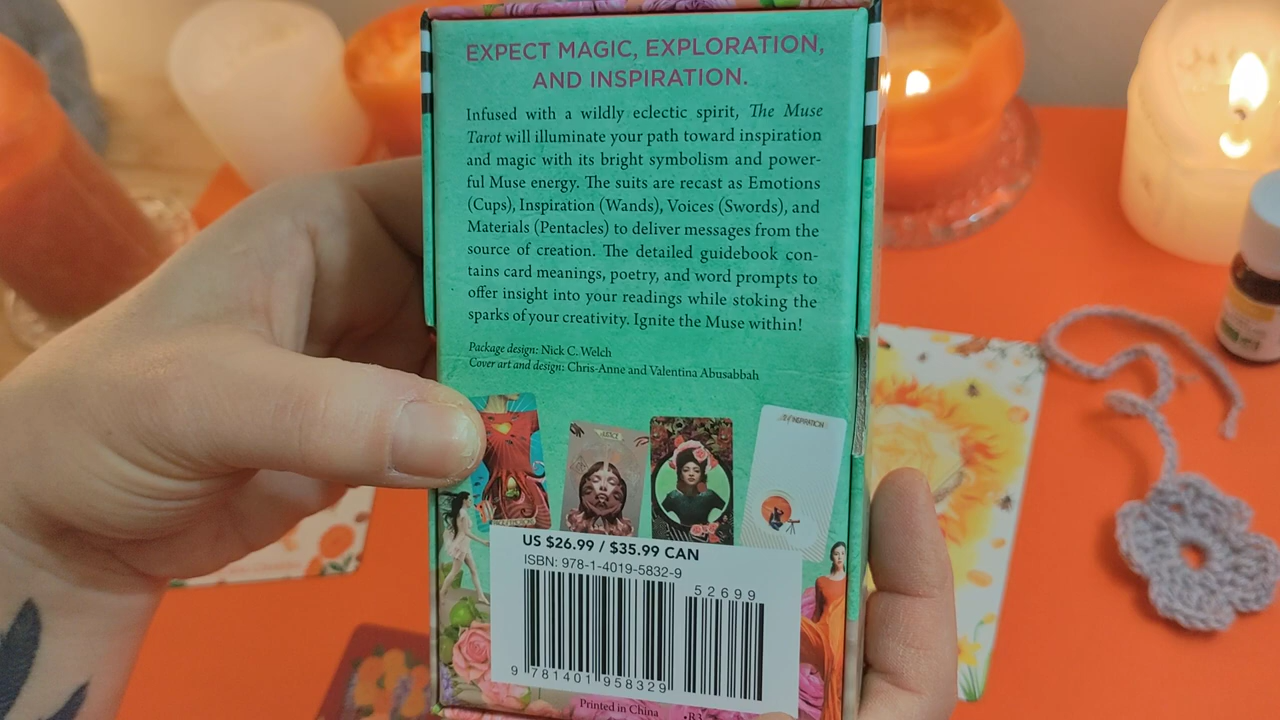 EXPECT MAGIC, EXPLORATION,
AND INSPIRATION.
Infused with a wildly eclectic spirit, The Muse
Tarot will illuminate your path toward inspiration
and magic with its bright symbolism and power-
ful Muse energy. The suits are recast as Emotions
(Cups), Inspiration (Wands), Voices (Swords), and
Materials (Pentacles) to deliver messages from the
source of creation. The detailed guidebook con-
tains card meanings, poetry, and word prompts to
offer insight into your readings while stoking the
sparks of your creativity. Ignite the Muse within!
Package design: Nick C. Welch
Cover art and design: Chris-Anne and Valentina Abusabbah
JUSTICE
INSPIRATION
US $26.99 / $35.99 CAN
ISBN: 978-1-4019-5832-9
52699
9 781401 958329
Printed in China
.R3